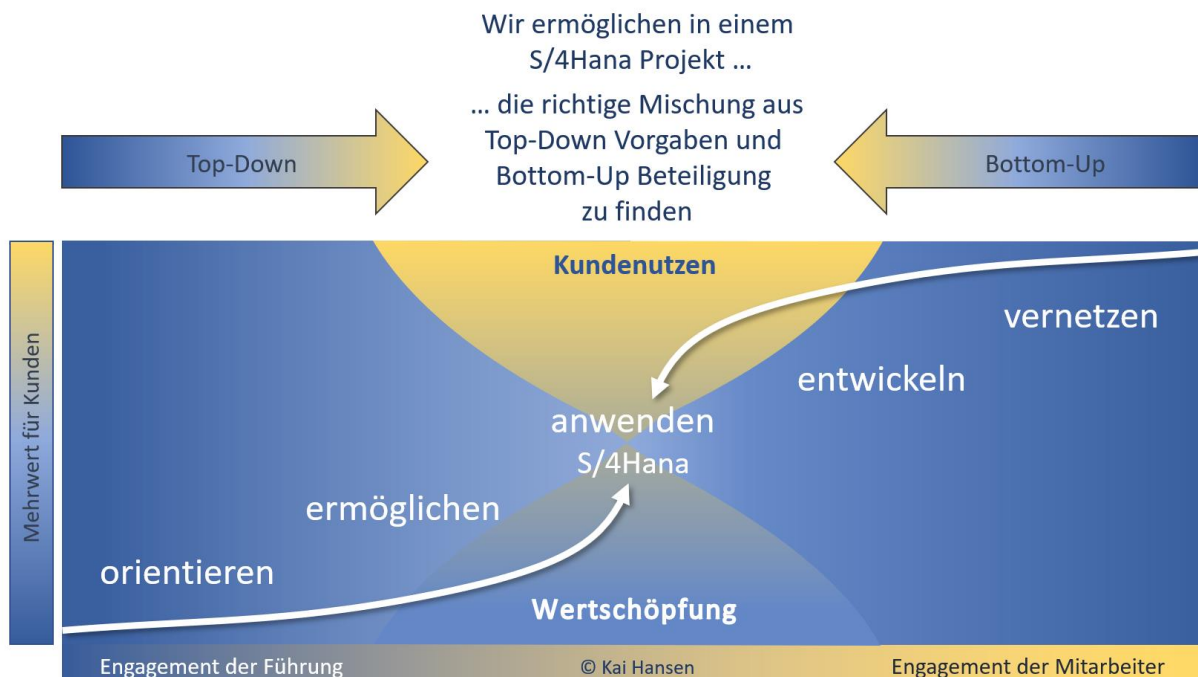 Wir ermöglichen in einem
S/4Hana Projekt ...
... die richtige Mischung aus
Top-Down Vorgaben und
Bottom-Up Beteiligung
zu finden
Top-Down
Bottom-Up
Mehrwert für Kunden
Kundenutzen
vernetzen
entwickeln
anwenden
S/4Hana
ermöglichen
orientieren
Wertschöpfung
Engagement der Führung
© Kai Hansen
Engagement der Mitarbeiter